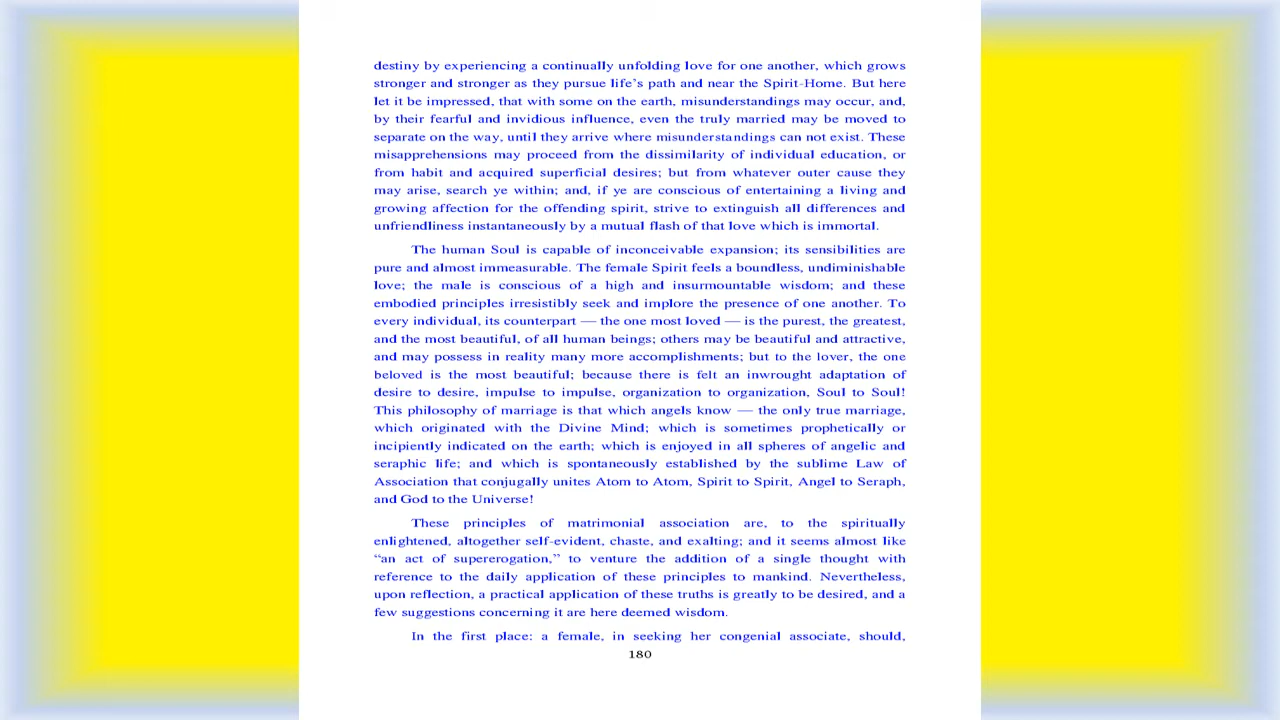 destiny by experiencing a continually unfolding love for one another, which grows
stronger and stronger as they pursue life’s path and near the Spirit-Home. But here
let it be impressed, that with some on the earth, misunderstandings may occur, and,
by their fearful and invidious influence, even the truly married may be moved to
separate on the way, until they arrive where misunderstandings can not exist. These
misapprehensions may proceed from the dissimilarity of individual education, or
from habit and acquired superficial desires; but from whatever outer cause they
may arise, search ye within; and, if ye are conscious of entertaining a living and
growing affection for the offending spirit, strive to extinguish all differences and
unfriendliness instantaneously by a mutual flash of that love which is immortal.
The human Soul is capable of inconceivable expansion; its sensibilities are
pure and almost immeasurable. The female Spirit feels a boundless, undiminishable
love; the male is conscious of a high and insurmountable wisdom; and these
embodied principles irresistibly seek and implore the presence of one another. To
every individual, its counterpart — the one most loved — is the purest, the greatest,
and the most beautiful, of all human beings; others may be beautiful and attractive,
and may possess in reality many more accomplishments; but to the lover, the one
beloved is the most beautiful; because there is felt an inwrought adaptation of
desire to desire, impulse to impulse, organization to organization, Soul to Soul!
This philosophy of marriage is that which angels know — the only true marriage,
which originated with the Divine Mind; which is sometimes prophetically or
incipiently indicated on the earth; which is enjoyed in all spheres of angelic and
seraphic life; and which is spontaneously established by the sublime Law of
Association that conjugally unites Atom to Atom, Spirit to Spirit, Angel to Seraph,
and God to the Universe!
These principles of matrimonial association are, to the spiritually
enlightened, altogether self-evident, chaste, and exalting; and it seems almost like
“an act of supererogation,” to venture the addition of a single thought with
reference to the daily application of these principles to mankind. Nevertheless,
upon reflection, a practical application of these truths is greatly to be desired, and a
few suggestions concerning it are here deemed wisdom.
In the first place: a female, in seeking her congenial associate, should,
180